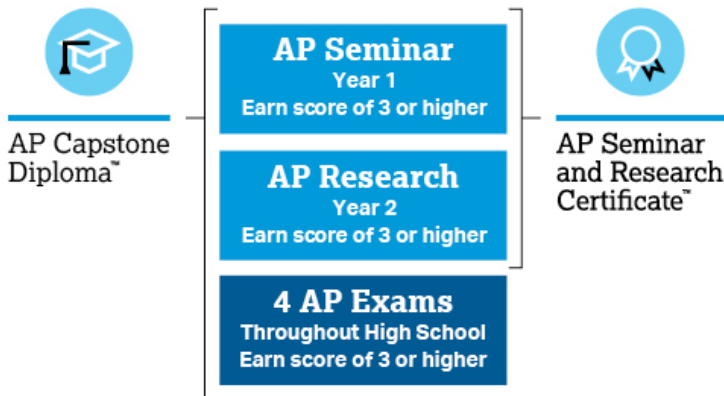 AP Capstone
Diploma™
AP Seminar
Year 1
Earn score of 3 or higher
AP Research
Year 2
Earn score of 3 or higher
4 AP Exams
Throughout High School
Earn score of 3 or higher
AP Seminar
and Research
Certificate™